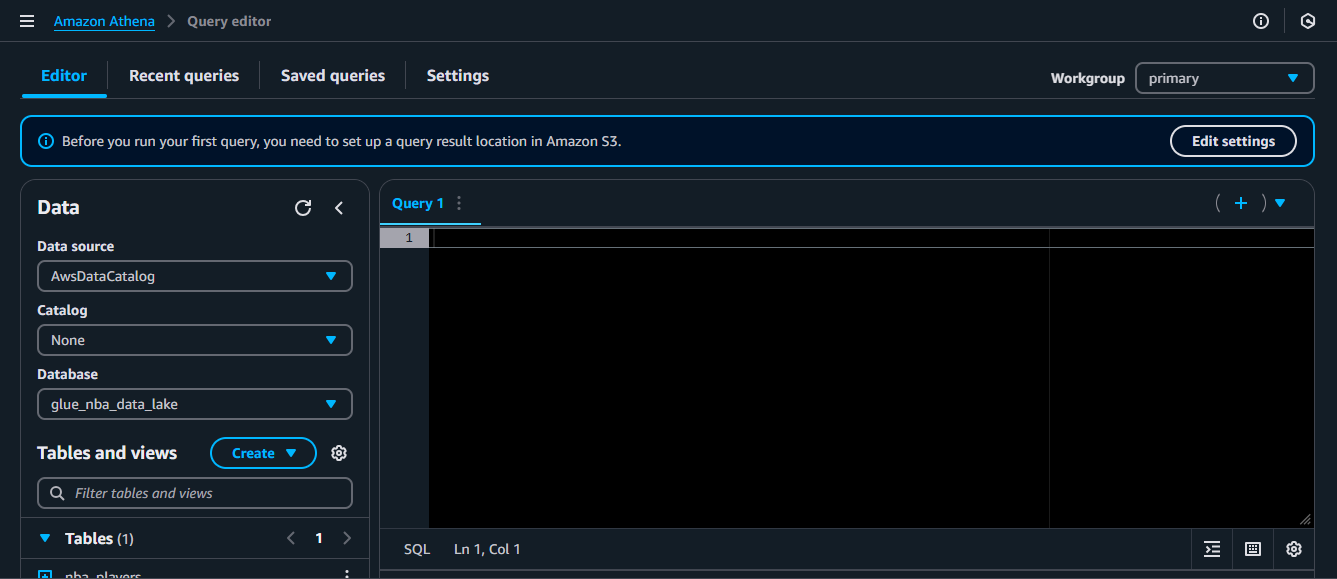 Amazon Athena > Query editor
Editor Recent queries Saved queries Settings
Workgroup primary
Before you run your first query, you need to set up a query result location in Amazon S3. Edit settings
Data
Query 1
( + )
Data source
1
AwsDataCatalog
Catalog
None
Database
glue_nba_data_lake
Tables and views Create
Filter tables and views
Tables (1) < 1 >
SQL Ln 1, Col 1
nba_players